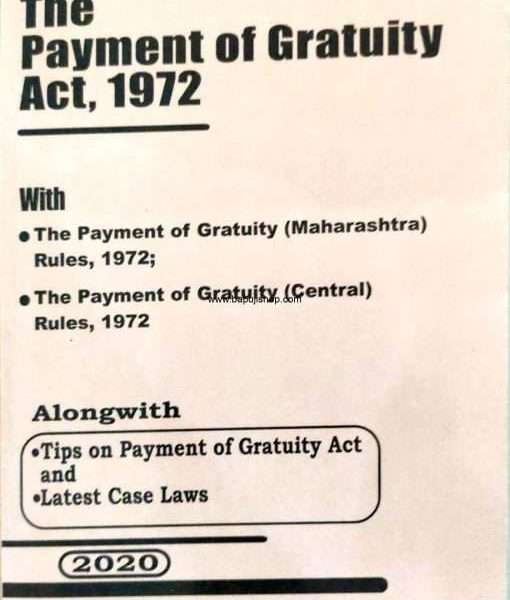 The
Payment of Gratuity
Act, 1972
With
• The Payment of Gratuity (Maharashtra)
Rules, 1972;
• The Payment of Gratuity (Central)
www.bapujishop.com
Rules, 1972
Alongwith
•Tips on Payment of Gratuity Act
and
•Latest Case Laws
2020